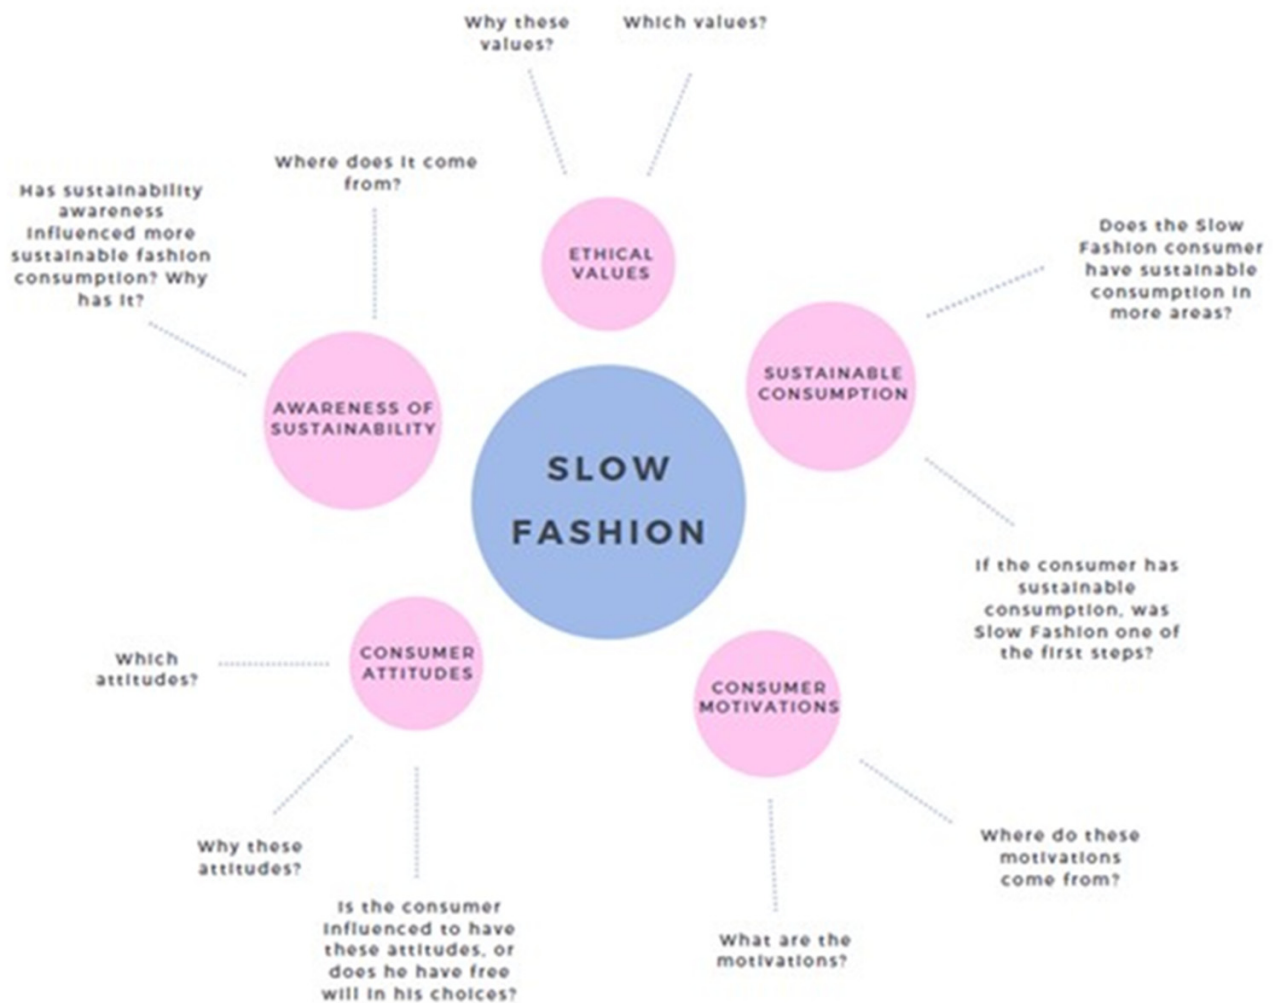 Why these
values?
Which values?
Where does it come
from?
Has sustainability
awareness
influenced more
sustainable fashion
consumption? Why
has it?
ETHICAL
VALUES
Does the Slow
Fashion consumer
have sustainable
consumption in
more areas?
SUSTAINABLE
CONSUMPTION
AWARENESS OF
SUSTAINABILITY
SLOW
FASHION
If the consumer has
sustainable
consumption, was
Slow Fashion one of
the first steps?
CONSUMER
ATTITUDES
Which
attitudes?
CONSUMER
MOTIVATIONS
Why these
attitudes?
Where do these
motivations
come from?
Is the consumer
influenced to have
these attitudes, or
does he have free
will in his choices?
What are the
motivations?